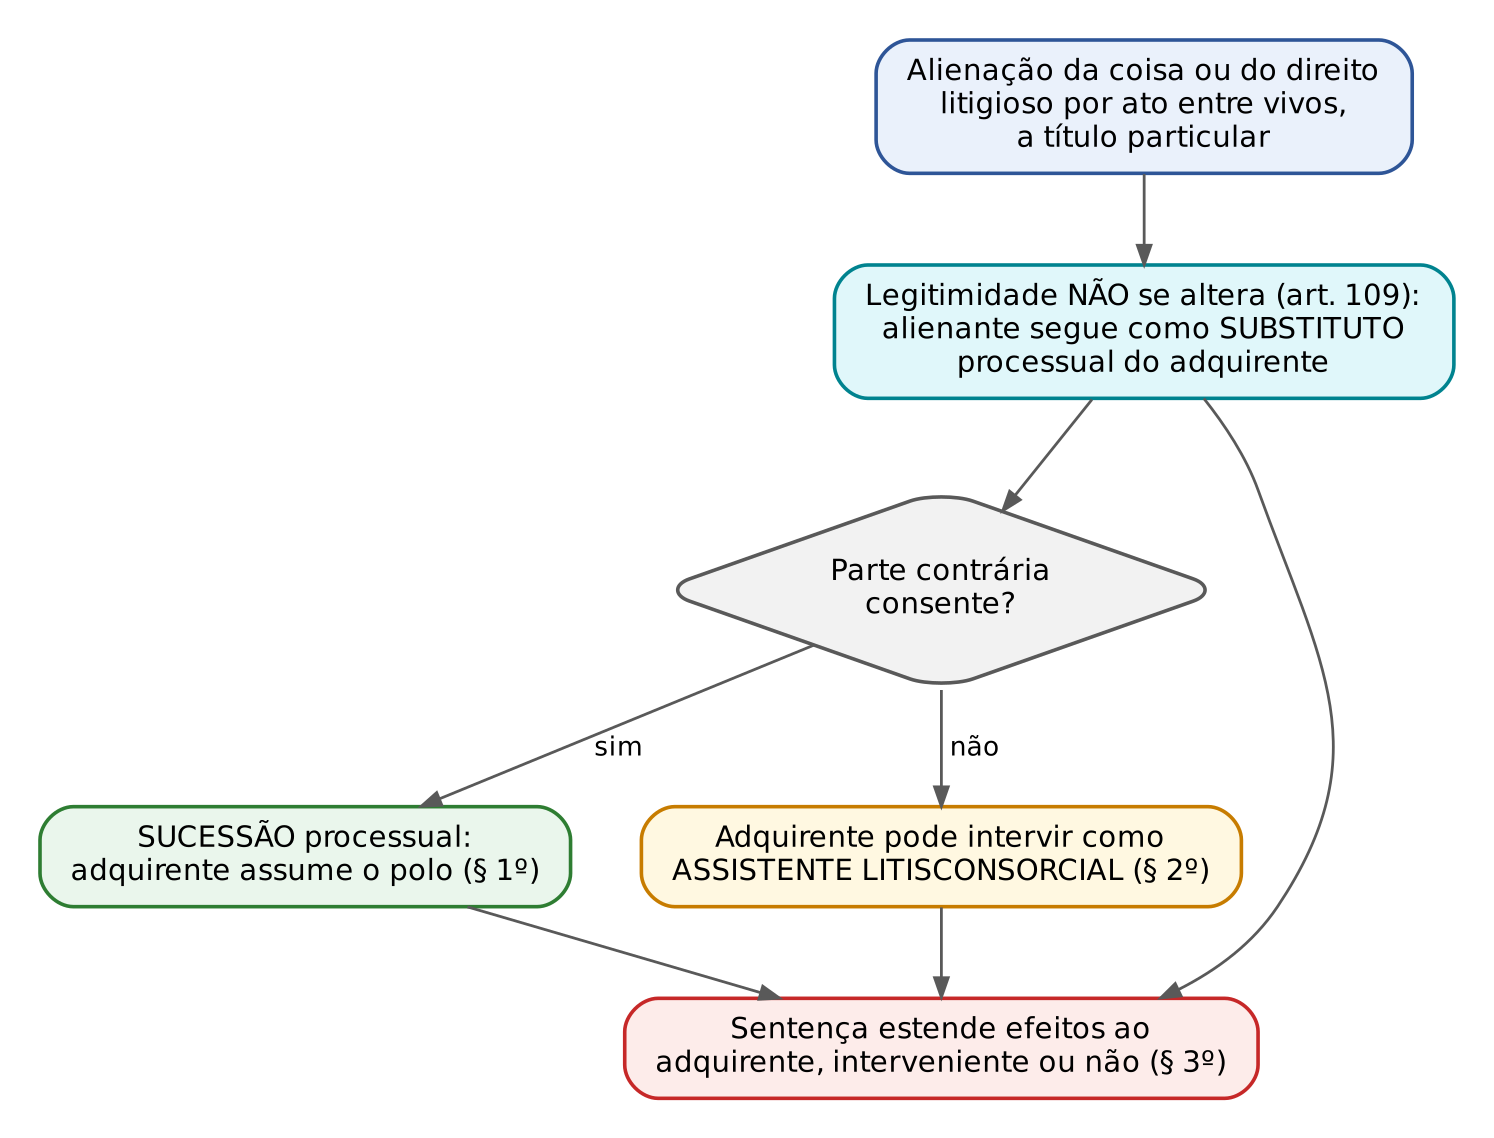 Alienação da coisa ou do direito
litigioso por ato entre vivos,
a título particular
Legitimidade NÃO se altera (art. 109):
alienante segue como SUBSTITUTO
processual do adquirente
Parte contrária
consente?
sim
não
SUCESSÃO processual:
adquirente assume o polo (§ 1º)
Adquirente pode intervir como
ASSISTENTE LITISCONSORCIAL (§ 2º)
Sentença estende efeitos ao
adquirente, interveniente ou não (§ 3º)